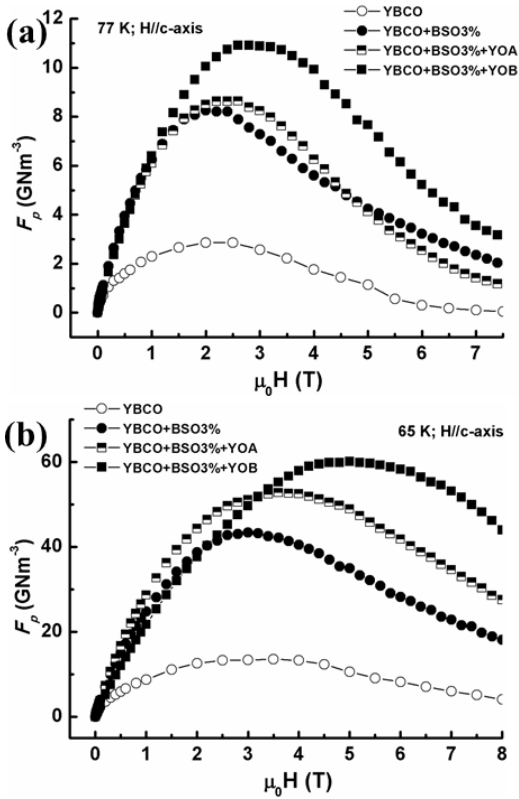 (a)
77 K; H//c-axis
YBCO
YBCO+BSO3%
YBCO+BSO3%+YOA
YBCO+BSO3%+YOB
Fp (GNm-3)
11
10
8
6
4
2
0
0 1 2 3 4 5 6 7
μ0H (T)
(b)
YBCO
YBCO+BSO3%
YBCO+BSO3%+YOA
YBCO+BSO3%+YOB
65 K; H//c-axis
Fp (GNm-3)
60
40
20
0
0 1 2 3 4 5 6 7 8
μ0H (T)